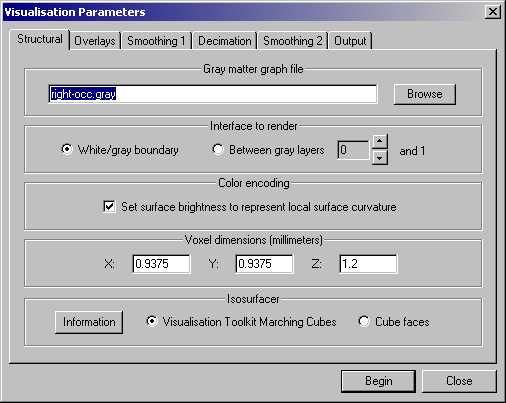 Visualisation Parameters
Structural Overlays Smoothing 1 Decimation Smoothing 2 Output
Gray matter graph file
right-occ.gray Browse
Interface to render
White/gray boundary Between gray layers 0 and 1
Color encoding
Set surface brightness to represent local surface curvature
Voxel dimensions (millimeters)
X: 0.9375 Y: 0.9375 Z: 1.2
Isosurfacer
Information Visualisation Toolkit Marching Cubes Cube faces
Begin Close